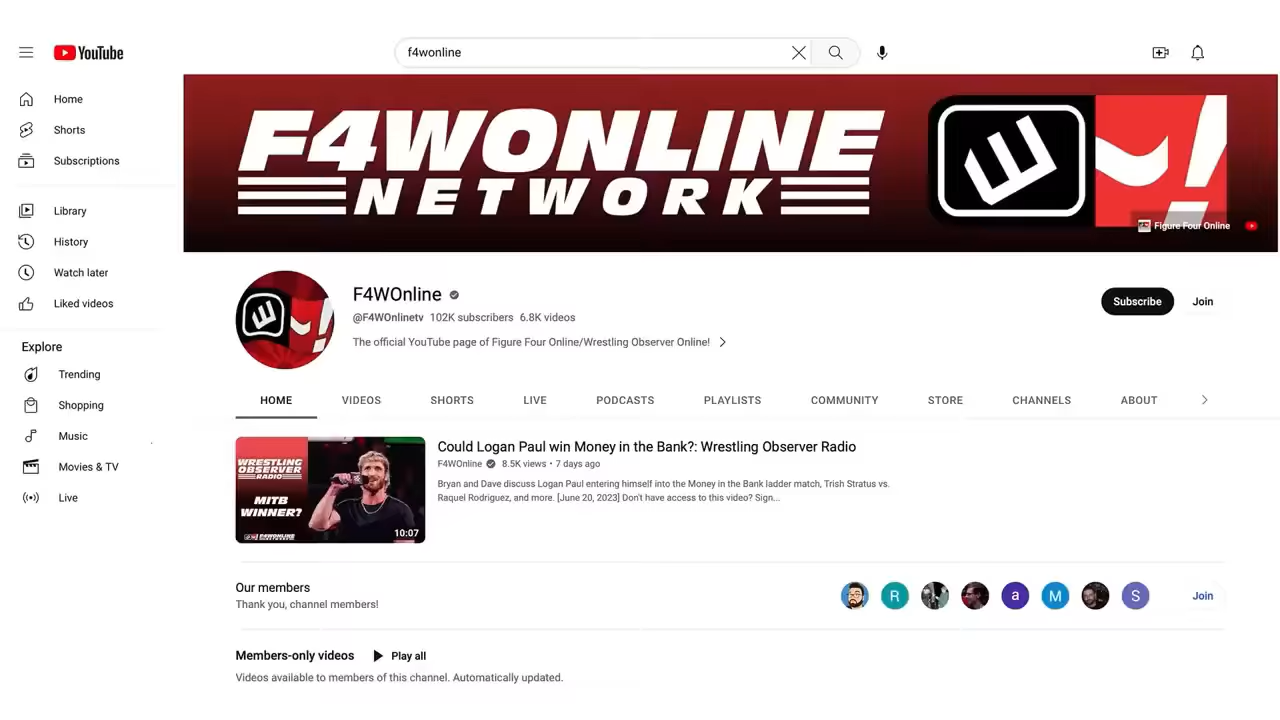 YouTube
f4wonline
Home
Shorts
Subscriptions
Library
History
Watch later
Liked videos
Explore
Trending
Shopping
Music
Movies & TV
Live
F4WONLINE
NETWORK
Figure Four Online
F4WOnline
@F4WOnlinetv 102K subscribers 6.8K videos
The official YouTube page of Figure Four Online/Wrestling Observer Online!
Subscribe
Join
HOME VIDEOS SHORTS LIVE PODCASTS PLAYLISTS COMMUNITY STORE CHANNELS ABOUT
WRESTLING
OBSERVER
RADIO
MITB
WINNER?
F4WONLINE
NETWORK
10:07
Could Logan Paul win Money in the Bank?: Wrestling Observer Radio
F4WOnline 8.5K views • 7 days ago
Bryan and Dave discuss Logan Paul entering himself into the Money in the Bank ladder match, Trish Stratus vs.
Raquel Rodriguez, and more. [June 20, 2023] Don't have access to this video? Sign...
Our members
Thank you, channel members!
R a M S
Join
Members-only videos Play all
Videos available to members of this channel. Automatically updated.